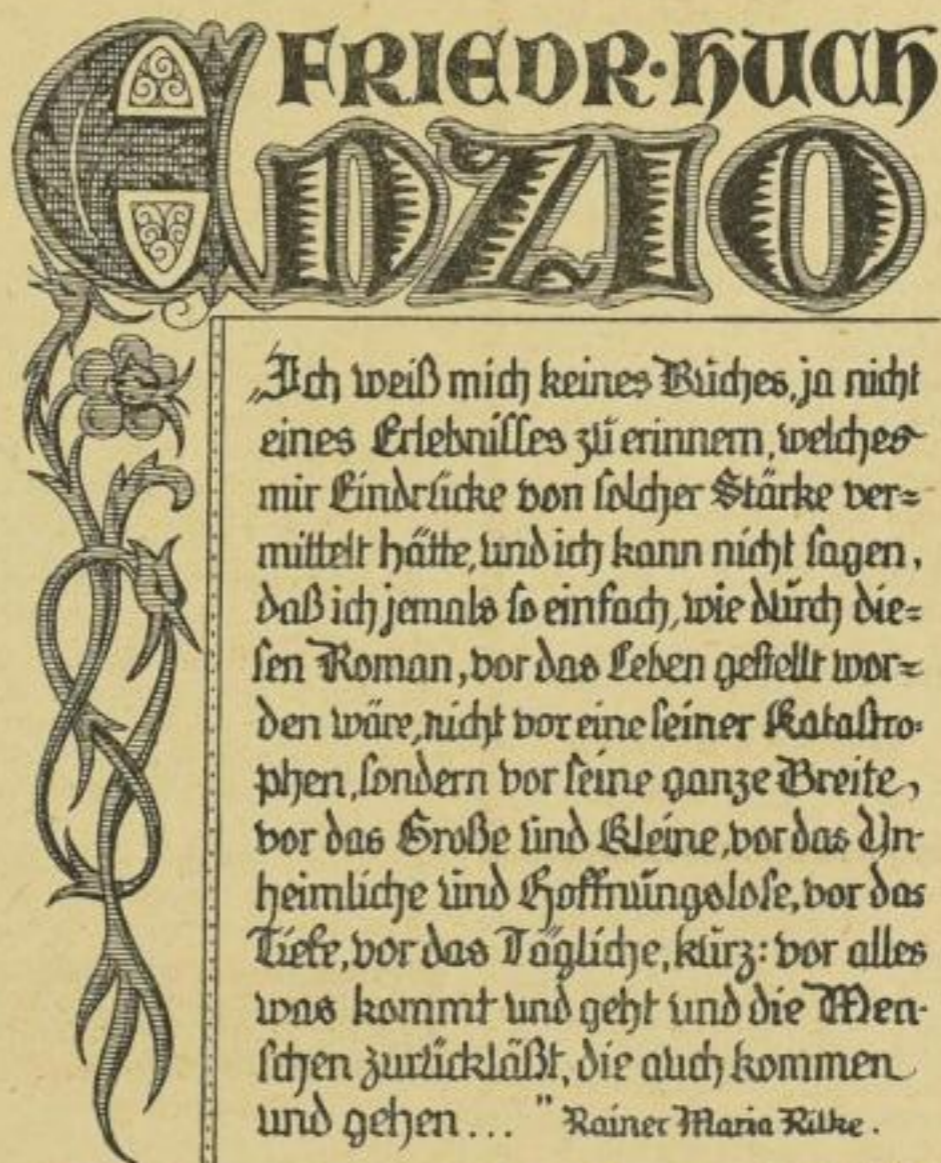 FRIEDR·HUCH
ENZIO
„Ich weiß mich keines Buches, ja nicht
eines Erlebnisses zu erinnern, welches
mir Eindrücke von solcher Stärke ver=
mittelt hätte, und ich kann nicht sagen,
daß ich jemals so einfach, wie durch die=
sen Roman, vor das Leben gestellt wor=
den wäre, nicht vor eine seiner Katastro=
phen, sondern vor seine ganze Breite,
vor das Große und Kleine, vor das Un-
heimliche und Hoffnungslose, vor das
Tiefe, vor das Tägliche, kurz: vor alles
was kommt und geht und die Men-
schen zurückläßt, die auch kommen
und gehen..." Rainer Maria Rilke.